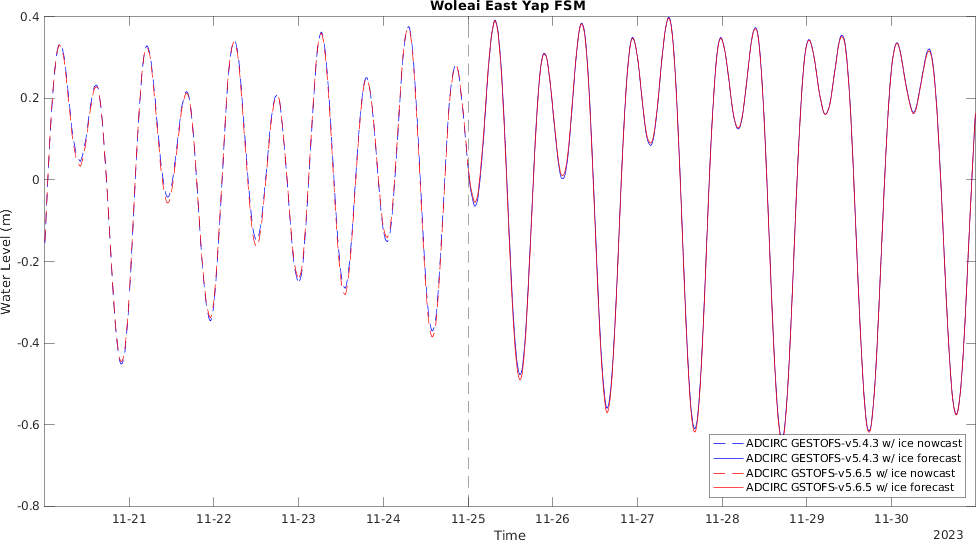 Woleai East Yap FSM
0.4
0.2
0
-0.2
-0.4
-0.6
-0.8
Water Level (m)
11-21
11-22
11-23
11-24
11-25
11-26
11-27
11-28
11-29
11-30
Time
2023
ADCIRC GESTOFS-v5.4.3 w/ ice nowcast
ADCIRC GESTOFS-v5.4.3 w/ ice forecast
ADCIRC GSTOFS-v5.6.5 w/ ice nowcast
ADCIRC GSTOFS-v5.6.5 w/ ice forecast